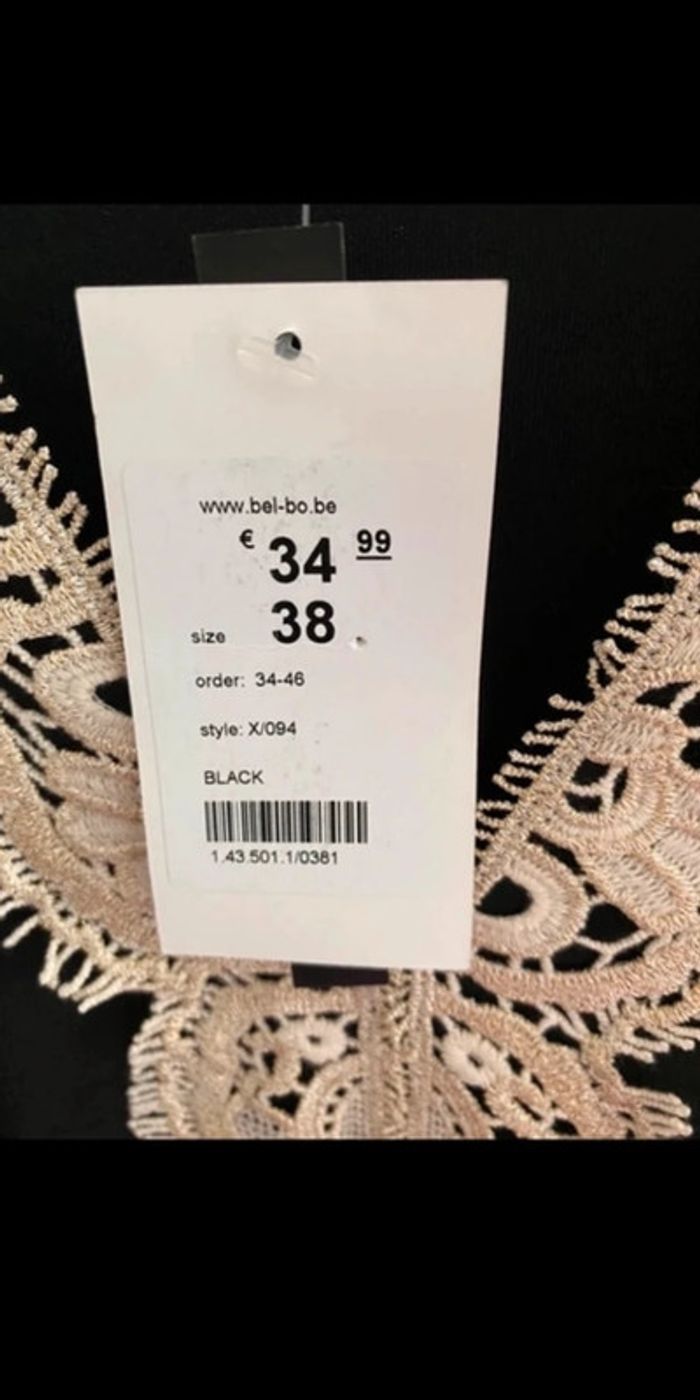 www.bel-bo.be
€ 34 99
size 38
order: 34-46
style: X/094
BLACK
1.43.501.1/0381